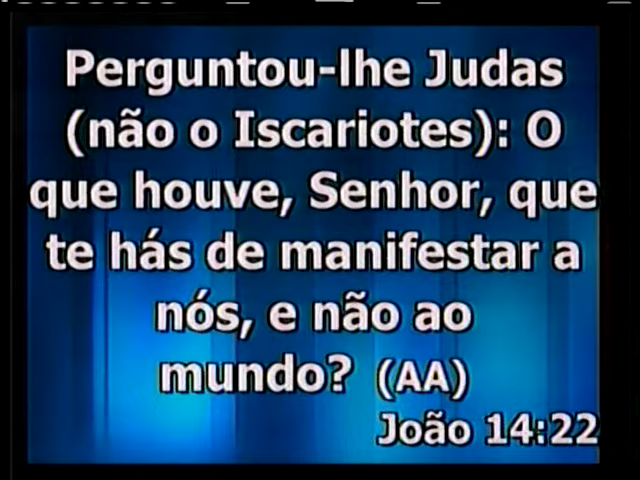 Perguntou-lhe Judas
(não o Iscariotes): O
que houve, Senhor, que
te hás de manifestar a
nós, e não ao
mundo? (AA)
João 14:22